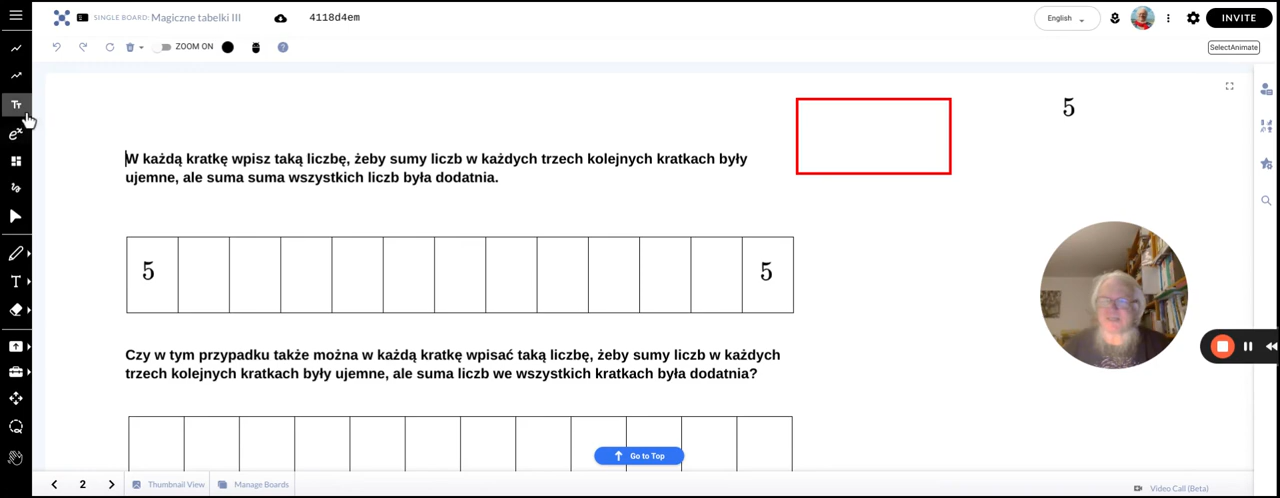 SINGLE BOARD: Magiczne tabelki III
4118d4em
English
INVITE
ZOOM ON
SelectAnimate
5
W każdą kratkę wpisz taką liczbę, żeby sumy liczb w każdych trzech kolejnych kratkach były
ujemne, ale suma suma wszystkich liczb była dodatnia.
5 5
Czy w tym przypadku także można w każdą kratkę wpisać taką liczbę, żeby sumy liczb w każdych
trzech kolejnych kratkach były ujemne, ale suma liczb we wszystkich kratkach była dodatnia?
Go to Top
2
Thumbnail View
Manage Boards
Video Call (Beta)